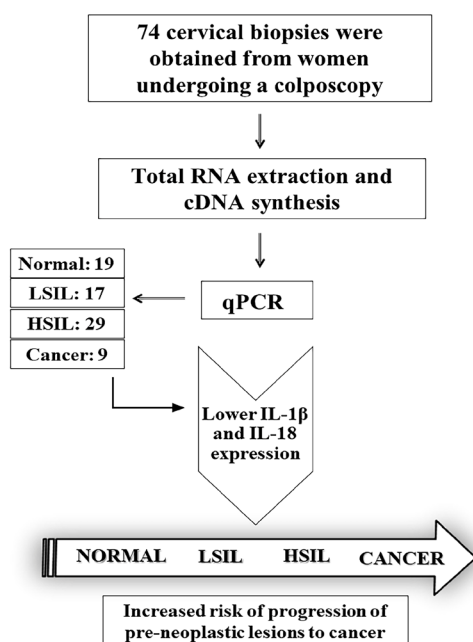 74 cervical biopsies were
obtained from women
undergoing a colposcopy
Total RNA extraction and
cDNA synthesis
qPCR
Normal: 19
LSIL: 17
HSIL: 29
Cancer: 9
Lower IL-1β
and IL-18
expression
NORMAL LSIL HSIL CANCER
Increased risk of progression of
pre-neoplastic lesions to cancer